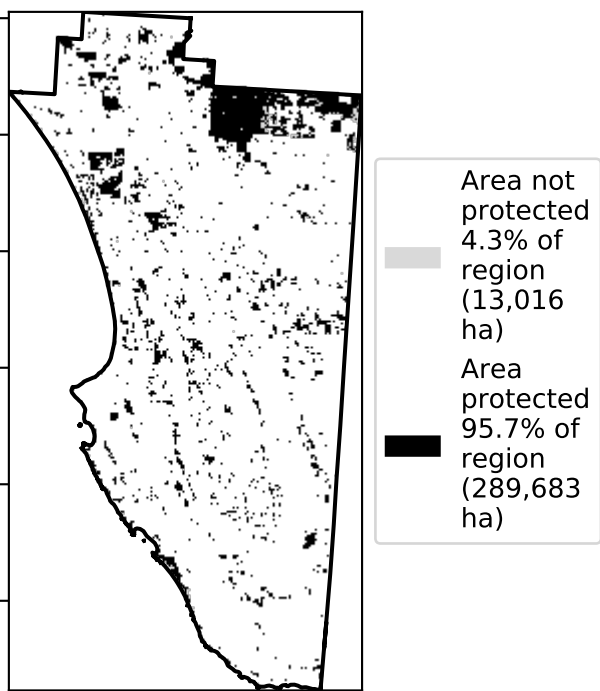 Area not
protected
4.3% of
region
(13,016
ha)
Area
protected
95.7% of
region
(289,683
ha)